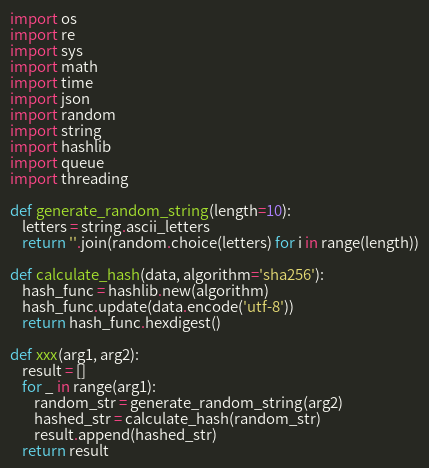 import os
import re
import sys
import math
import time
import json
import random
import string
import hashlib
import queue
import threading

def generate_random_string(length=10):
    letters = string.ascii_letters
    return ''.join(random.choice(letters) for i in range(length))

def calculate_hash(data, algorithm='sha256'):
    hash_func = hashlib.new(algorithm)
    hash_func.update(data.encode('utf-8'))
    return hash_func.hexdigest()

def xxx(arg1, arg2):
    result = []
    for _ in range(arg1):
        random_str = generate_random_string(arg2)
        hashed_str = calculate_hash(random_str)
        result.append(hashed_str)
    return result